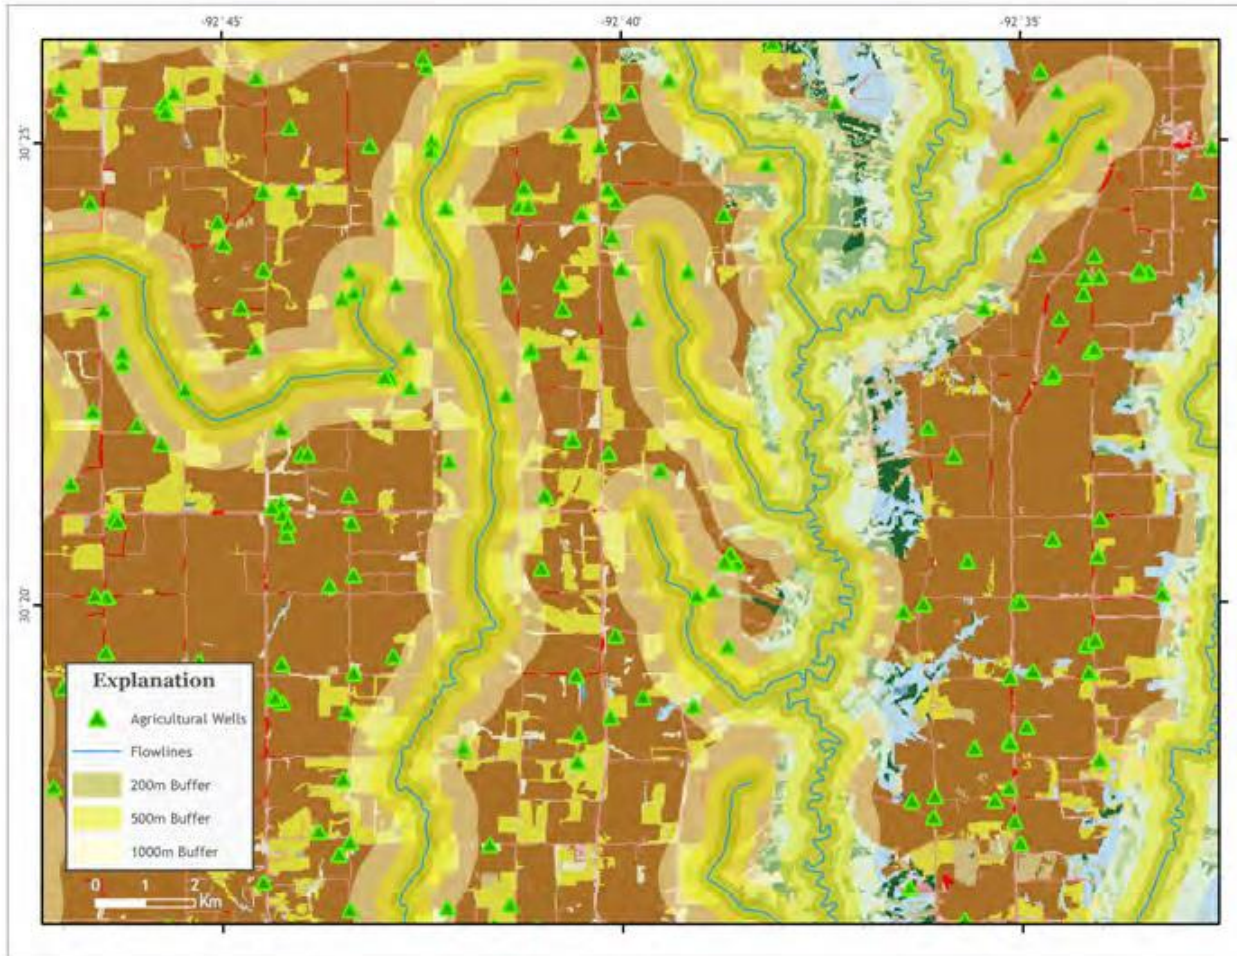 -92°45'
-92°40'
-92°35'
30°25'
30°20'
Explanation
Agricultural Wells
Flowlines
200m Buffer
500m Buffer
1000m Buffer
0 1 2
Km